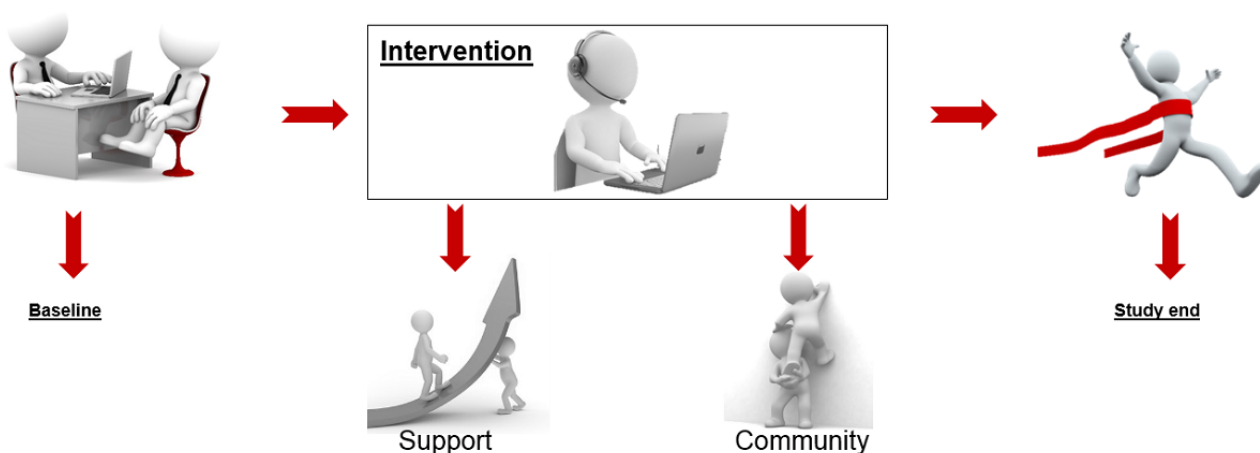 Intervention
Baseline
Study end
Support
Community